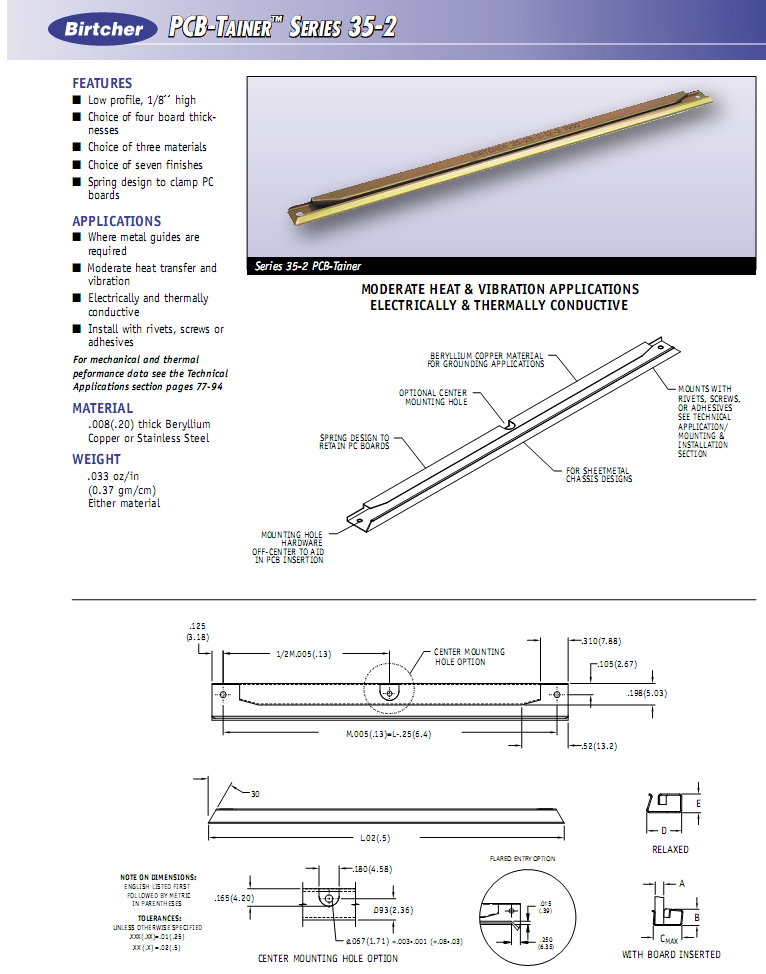 Birtcher
PCB-TAINER™ SERIES 35-2
FEATURES
■ Low profile, 1/8´´ high
■ Choice of four board thick-
nesses
■ Choice of three materials
■ Choice of seven finishes
■ Spring design to clamp PC
boards
APPLICATIONS
■ Where metal guides are
required
■ Moderate heat transfer and
vibration
■ Electrically and thermally
conductive
■ Install with rivets, screws or
adhesives
For mechanical and thermal
peformance data see the Technical
Applications section pages 77-94
MATERIAL
.008(.20) thick Beryllium
Copper or Stainless Steel
WEIGHT
.033 oz/in
(0.37 gm/cm)
Either material
Series 35-2 PCB-Tainer
MODERATE HEAT & VIBRATION APPLICATIONS
ELECTRICALLY & THERMALLY CONDUCTIVE
BERYLLIUM COPPER MATERIAL
FOR GROUNDING APPLICATIONS
OPTIONAL CENTER
MOUNTING HOLE
SPRING DESIGN TO
RETAIN PC BOARDS
MOUNTING HOLE
HARDWARE
OFF-CENTER TO AID
IN PCB INSERTION
MOUNTS WITH
RIVETS, SCREWS,
OR ADHESIVES
SEE TECHNICAL
APPLICATION/
MOUNTING &
INSTALLATION
SECTION
FOR SHEETMETAL
CHASSIS DESIGNS
.125
(3.18)
1/2M.005(.13)
CENTER MOUNTING
HOLE OPTION
.310(7.88)
.105(2.67)
.198(5.03)
M.005(.13)=L-.25(6.4)
.52(13.2)
30
L.02(.5)
E
D
RELAXED
NOTE ON DIMENSIONS:
ENGLISH LISTED FIRST
FOLLOWED BY METRIC
IN PARENTHESES
TOLERANCES:
UNLESS OTHERWISE SPECIFIED
.XXX(.XX)=.01(.25)
.XX (.X)=.02(.5)
.180(4.58)
.165(4.20)
.093(2.36)
ø.067(1.71) +.003-.001 (+.08-.03)
CENTER MOUNTING HOLE OPTION
FLARED ENTRY OPTION
.015
(.39)
.250
(6.35)
A
B
CMAX
WITH BOARD INSERTED